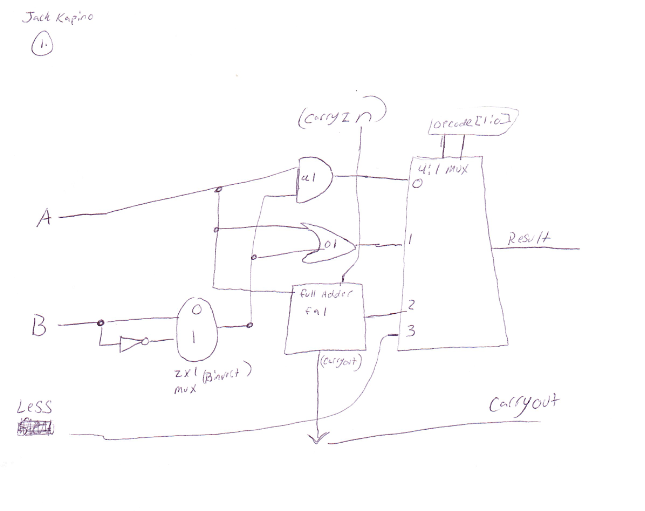 Jack Kapino
1.
(CarryIn)
opcode[1:0]
4:1 mux
a1
0
A
o1
1
Result
full Adder
fa1
2
3
B
0
1
(carryout)
2x1 (Binvert)
mux
Less
Carryout